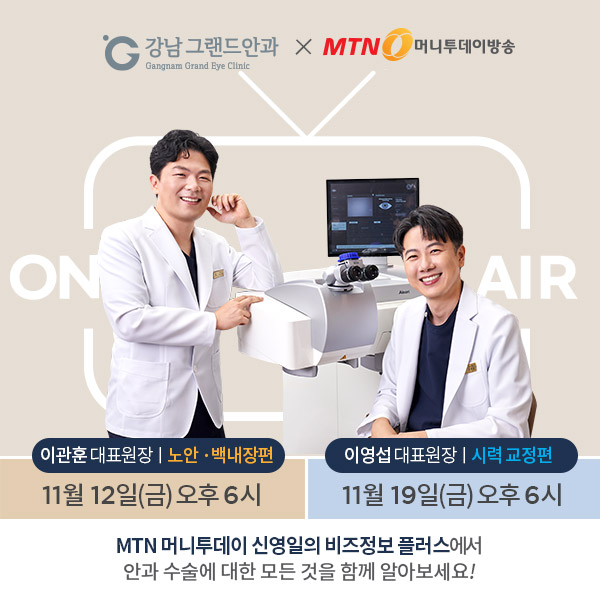 강남 그랜드안과 × MTN 머니투데이방송
Gangnam Grand Eye Clinic
ON AIR
이관훈 대표원장 | 노안·백내장편
11월 12일(금) 오후 6시
이영섭 대표원장 | 시력 교정편
11월 19일(금) 오후 6시
MTN 머니투데이 신영일의 비즈정보 플러스에서
안과 수술에 대한 모든 것을 함께 알아보세요!